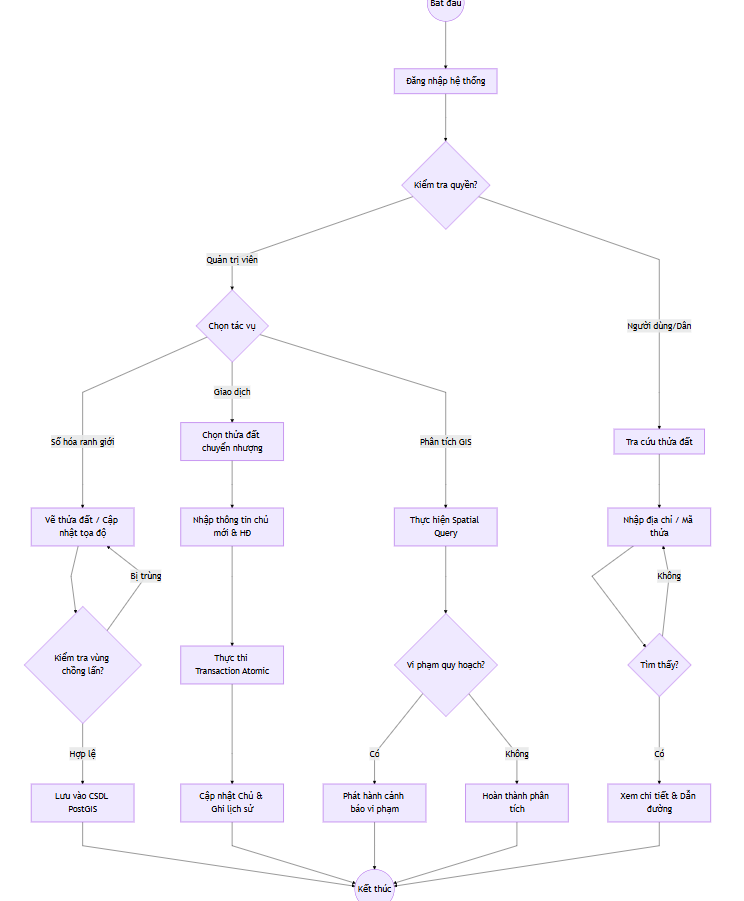 Bắt đầu
Đăng nhập hệ thống
Kiểm tra quyền?
Quản trị viên
Chọn tác vụ
Người dùng/Dân
Giao dịch
Số hóa ranh giới
Chọn thửa đất
chuyển nhượng
Phân tích GIS
Tra cứu thửa đất
Vẽ thửa đất / Cập
nhật tọa độ
Nhập thông tin chủ
mới & HĐ
Thực hiện Spatial
Query
Nhập địa chỉ / Mã
thửa
Bị trùng
Không
Kiểm tra vùng
chồng lấn?
Thực thi
Transaction Atomic
Vi phạm quy hoạch?
Tìm thấy?
Hợp lệ
Có
Không
Có
Lưu vào CSDL
PostGIS
Cập nhật Chủ &
Ghi lịch sử
Phát hành cảnh
báo vi phạm
Hoàn thành phân
tích
Xem chi tiết & Dẫn
đường
Kết thúc